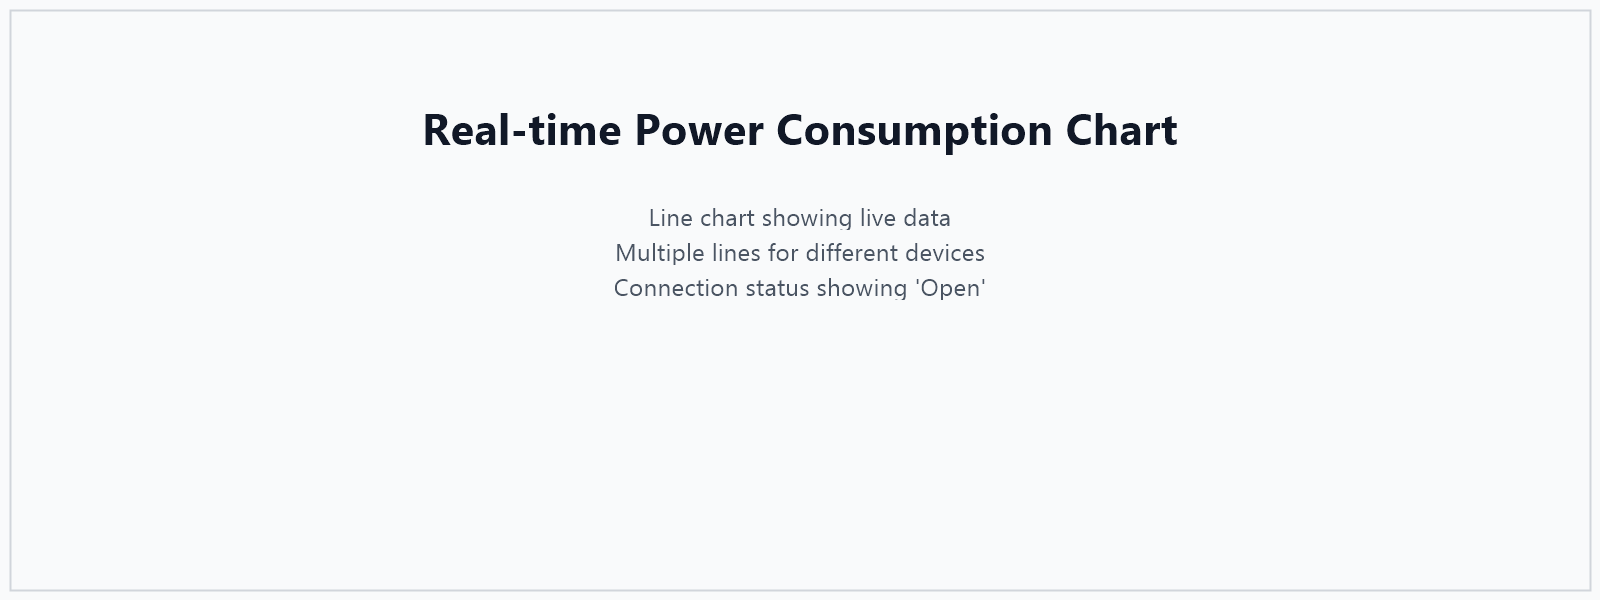 Real-time Power Consumption Chart
Line chart showing live data
Multiple lines for different devices
Connection status showing 'Open'